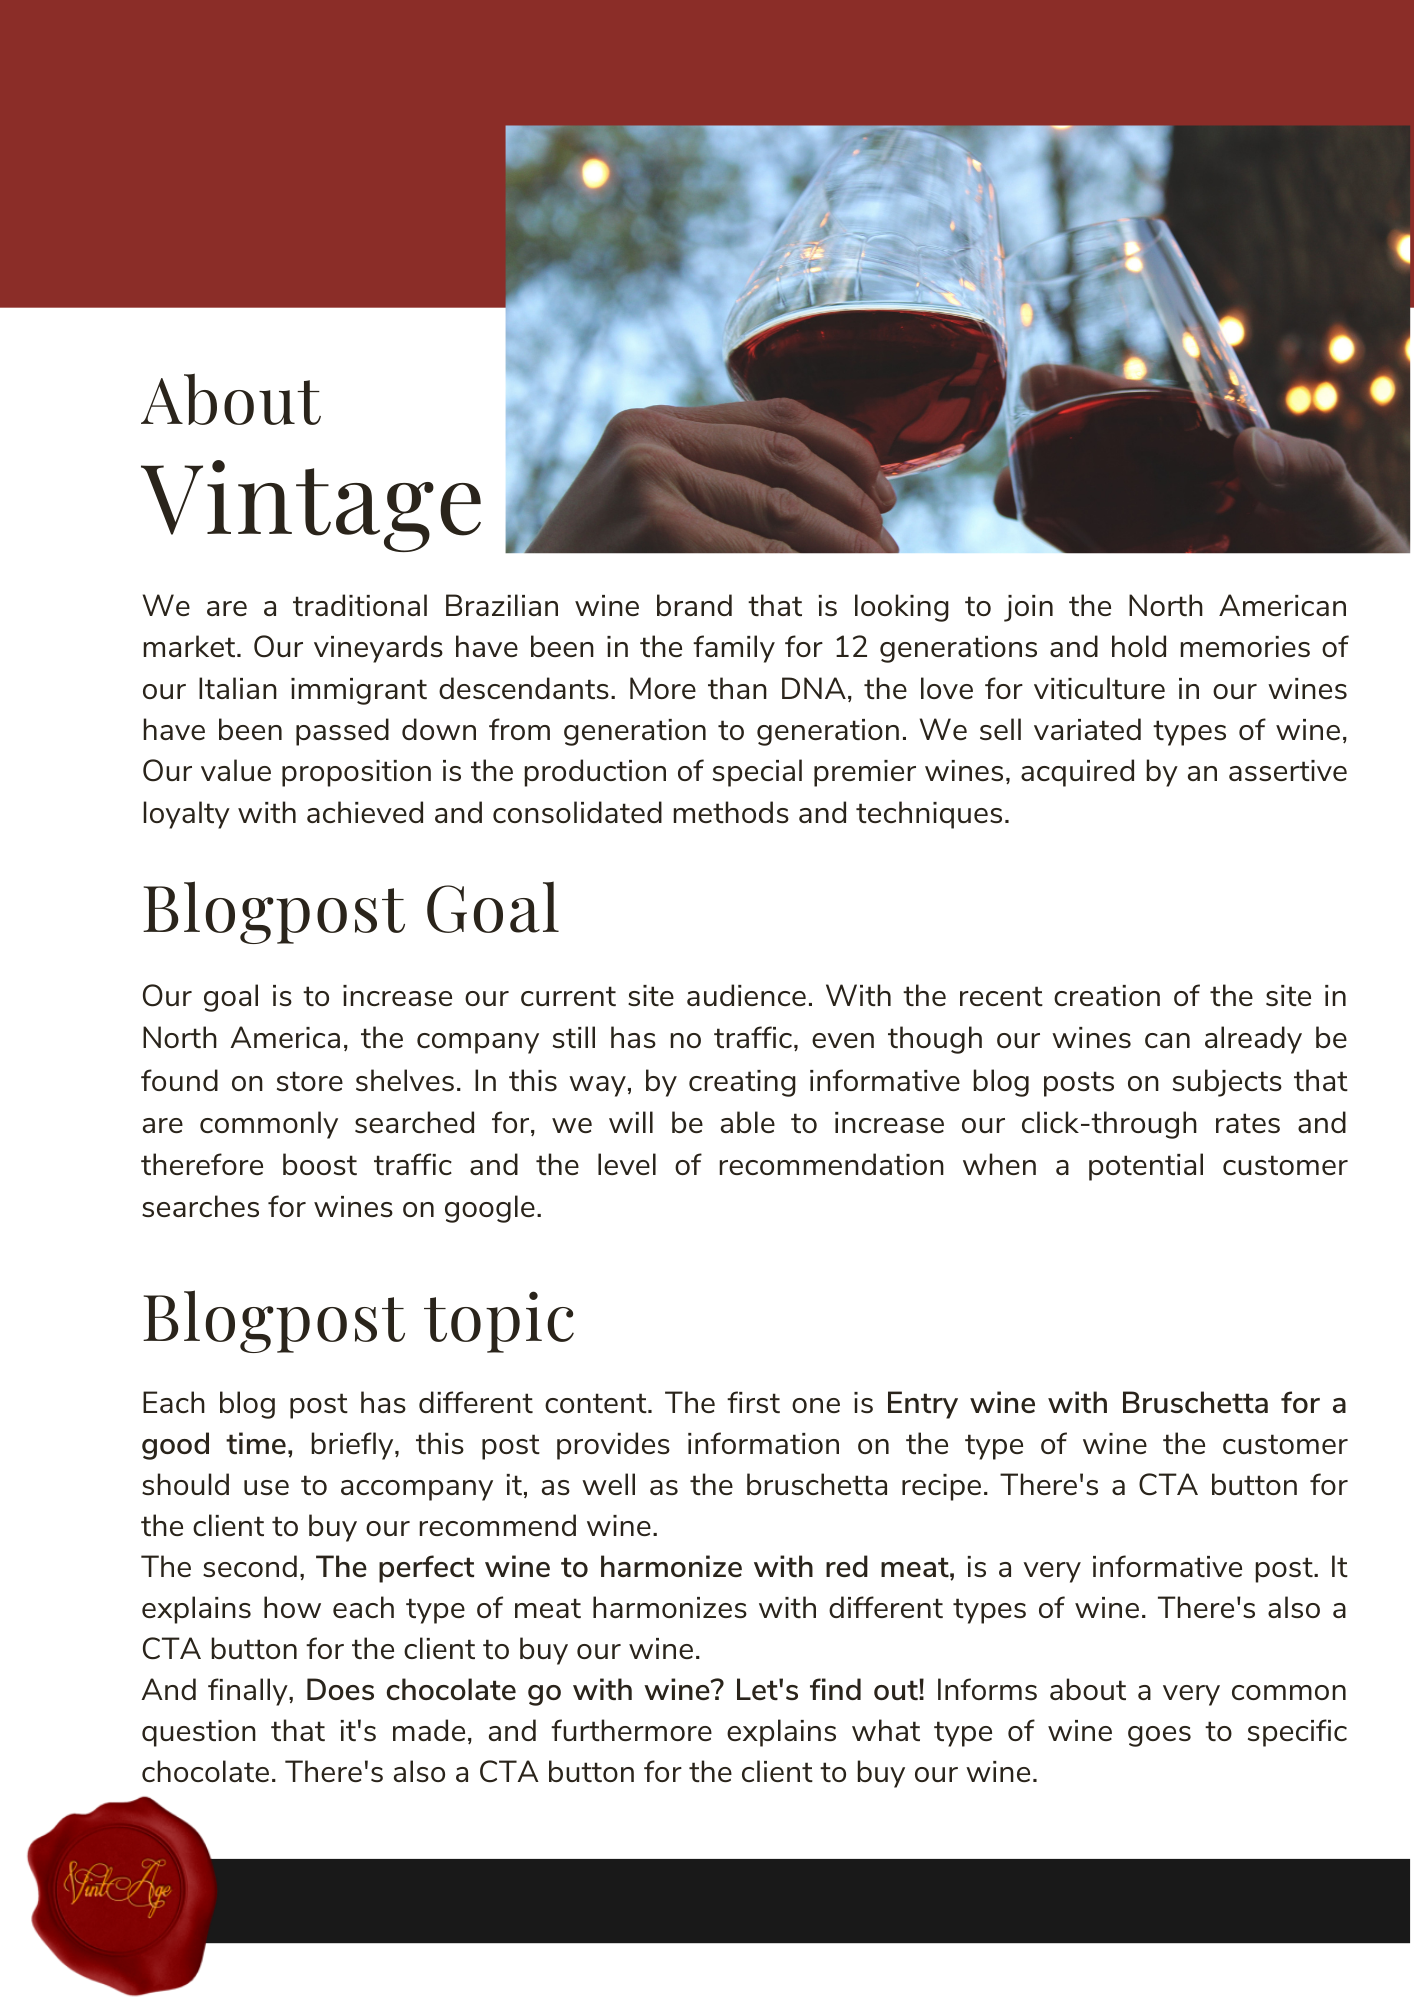 About
Vintage
We are a traditional Brazilian wine brand that is looking to join the North American
market. Our vineyards have been in the family for 12 generations and hold memories of
our Italian immigrant descendants. More than DNA, the love for viticulture in our wines
have been passed down from generation to generation. We sell variated types of wine,
Our value proposition is the production of special premier wines, acquired by an assertive
loyalty with achieved and consolidated methods and techniques.
Blogpost Goal
Our goal is to increase our current site audience. With the recent creation of the site in
North America, the company still has no traffic, even though our wines can already be
found on store shelves. In this way, by creating informative blog posts on subjects that
are commonly searched for, we will be able to increase our click-through rates and
therefore boost traffic and the level of recommendation when a potential customer
searches for wines on google.
Blogpost topic
Each blog post has different content. The first one is Entry wine with Bruschetta for a
good time, briefly, this post provides information on the type of wine the customer
should use to accompany it, as well as the bruschetta recipe. There's a CTA button for
the client to buy our recommend wine.
The second, The perfect wine to harmonize with red meat, is a very informative post. It
explains how each type of meat harmonizes with different types of wine. There's also a
CTA button for the client to buy our wine.
And finally, Does chocolate go with wine? Let's find out! Informs about a very common
question that it's made, and furthermore explains what type of wine goes to specific
chocolate. There's also a CTA button for the client to buy our wine.
VintAge